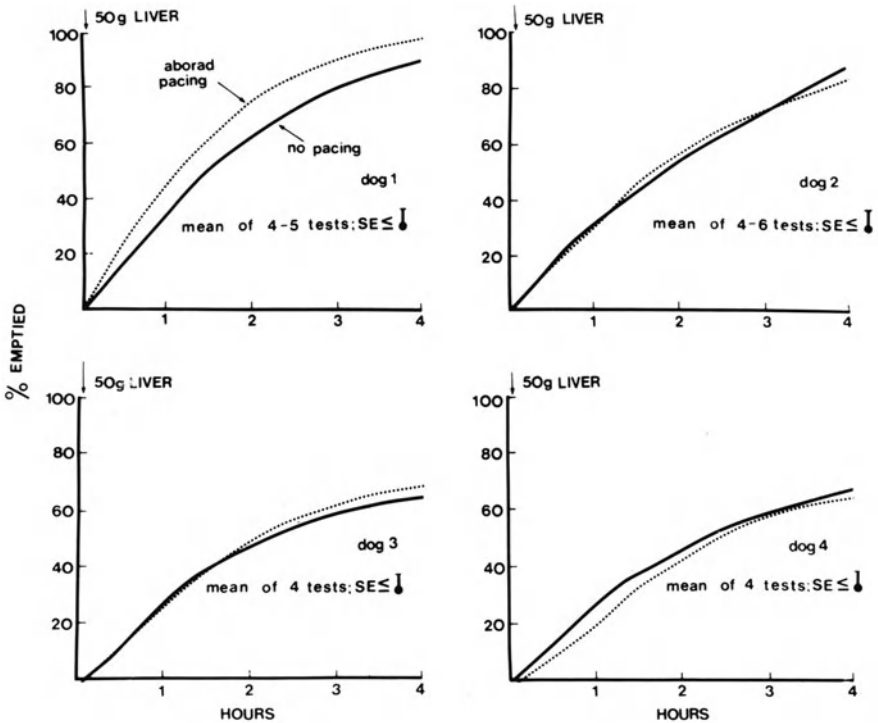 50g LIVER
100
80
60
40
20
aborad
pacing
no pacing
dog 1
mean of 4-5 tests; SE ≤
1 2 3 4
50g LIVER
100
80
60
40
20
dog 2
mean of 4-6 tests; SE ≤
1 2 3 4
% EMPTIED
50g LIVER
100
80
60
40
20
dog 3
mean of 4 tests; SE ≤
1 2 3 4
HOURS
50g LIVER
100
80
60
40
20
dog 4
mean of 4 tests; SE ≤
1 2 3 4
HOURS